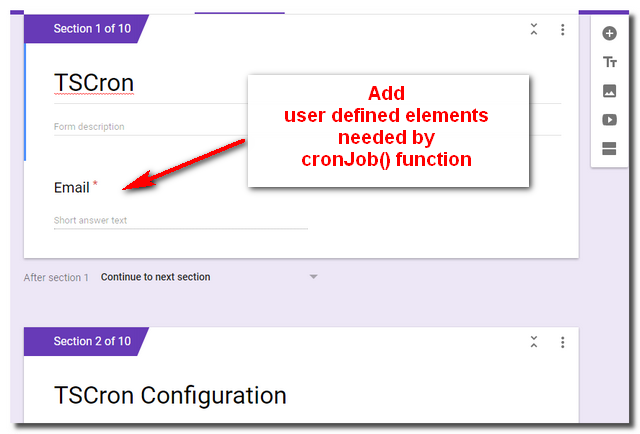 Section 1 of 10
TSCron
Form description
Add
user defined elements
needed by
cronJob() function
Email *
Short answer text
After section 1 Continue to next section
Section 2 of 10
TSCron Configuration